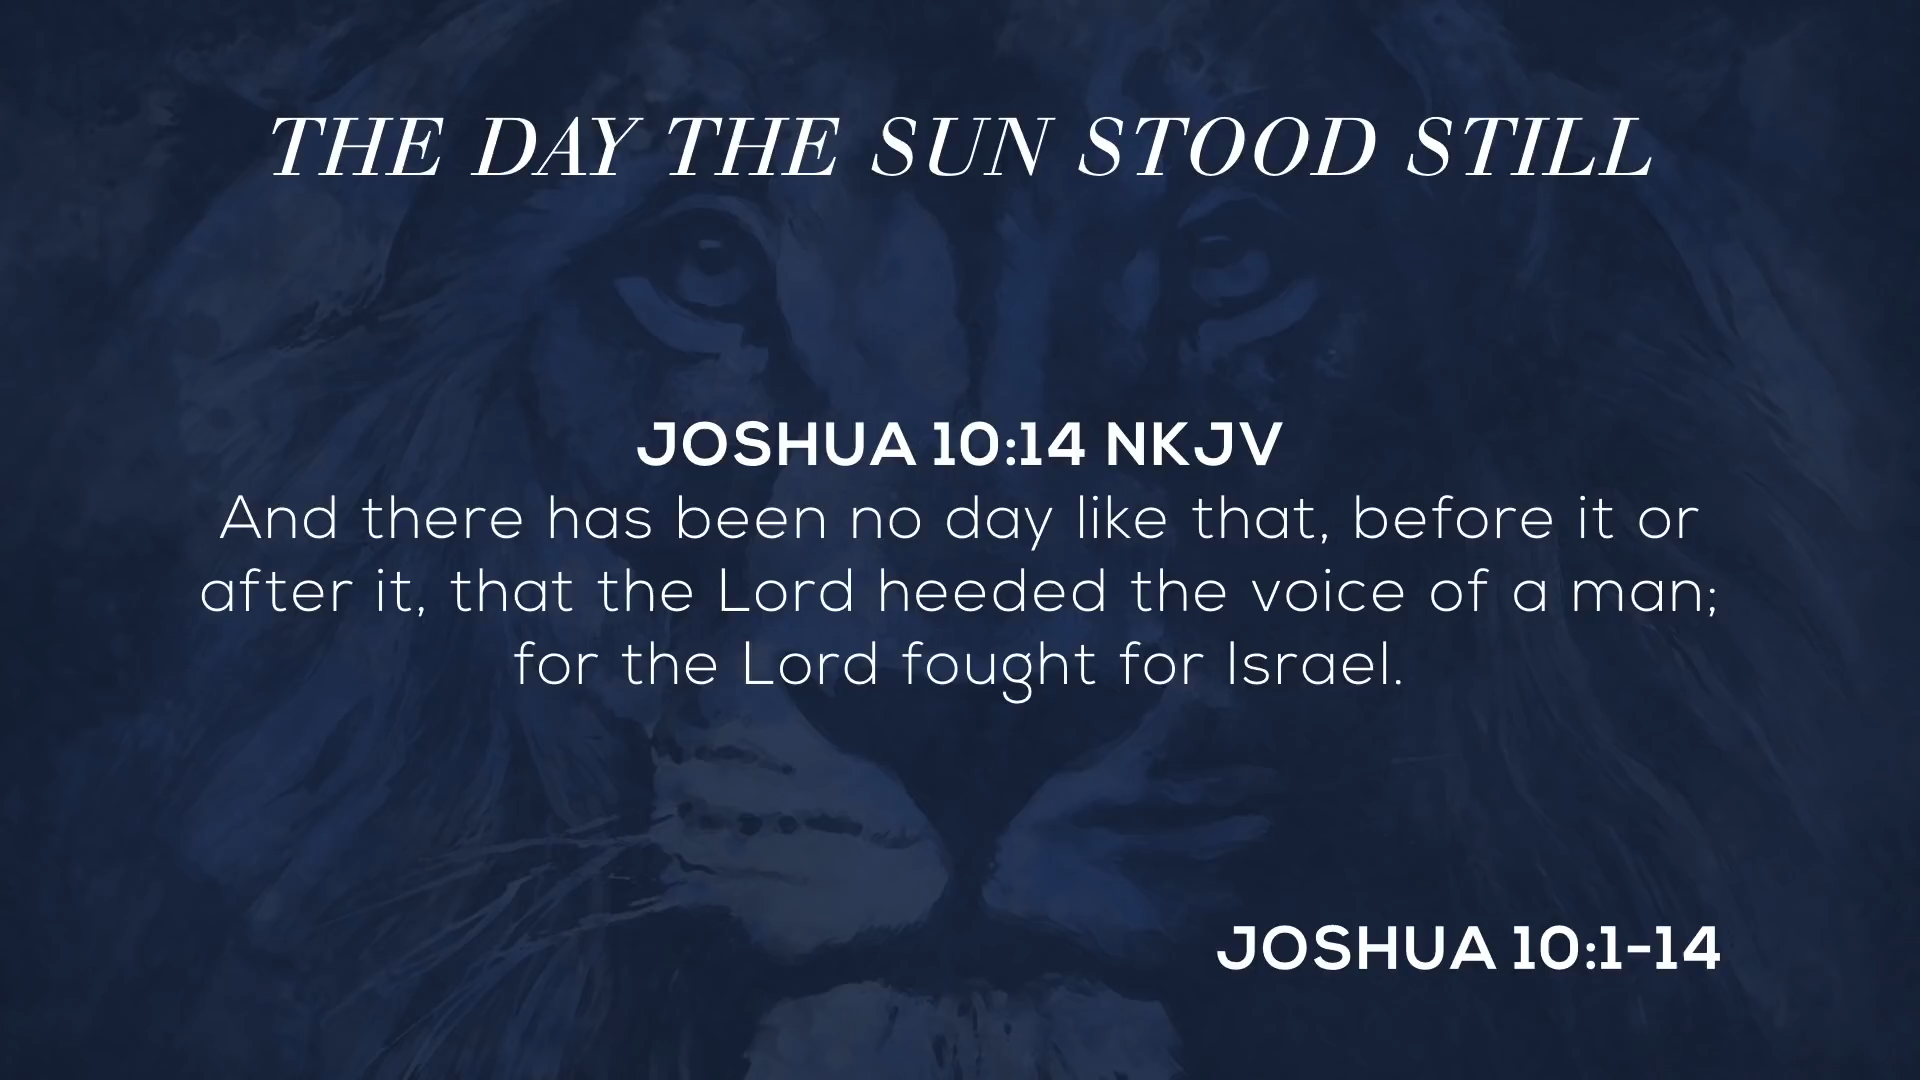 THE DAY THE SUN STOOD STILL
JOSHUA 10:14 NKJV
And there has been no day like that, before it or
after it, that the Lord heeded the voice of a man;
for the Lord fought for Israel.
JOSHUA 10:1-14